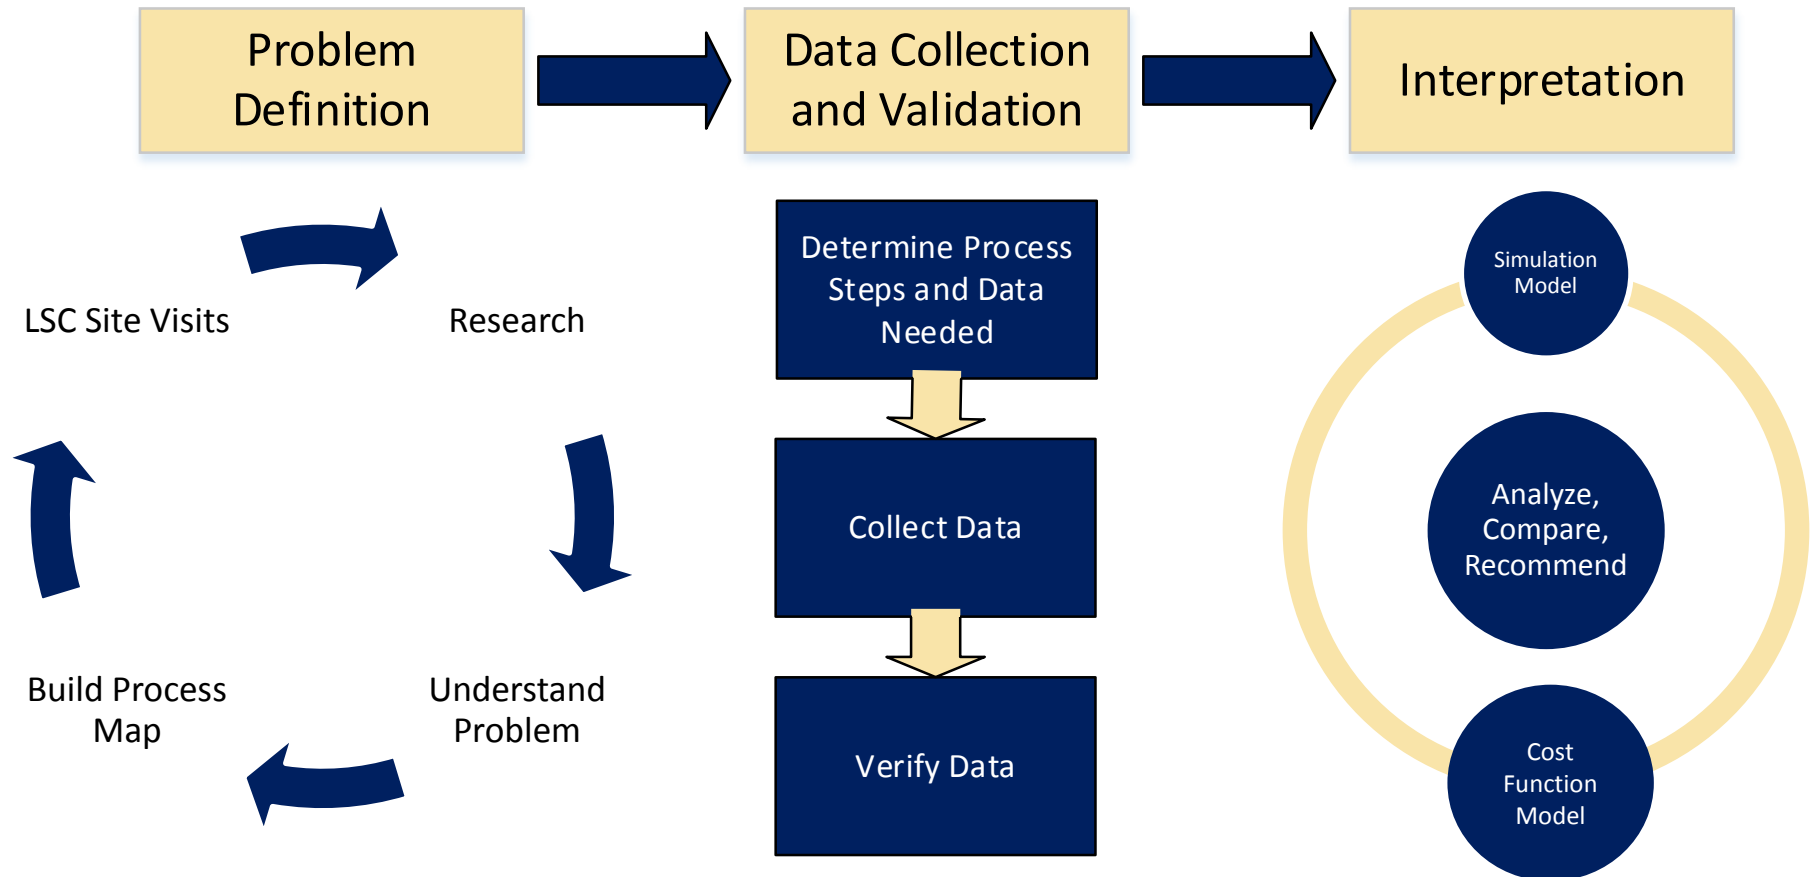 Problem
Definition
Data Collection
and Validation
Interpretation
LSC Site Visits
Research
Understand
Problem
Build Process
Map
Determine Process
Steps and Data
Needed
Collect Data
Verify Data
Simulation
Model
Analyze,
Compare,
Recommend
Cost
Function
Model